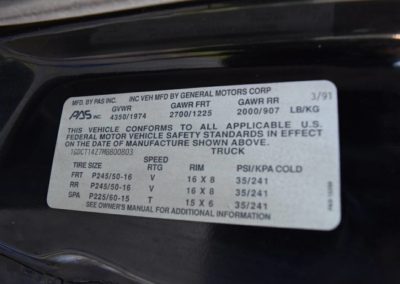 MFD. BY PAS INC. INC VEH MFD BY GENERAL MOTORS CORP 3/91
PAS INC. GVWR GAWR FRT GAWR RR
4350/1974 2700/1225 2000/907 LB/KG
THIS VEHICLE CONFORMS TO ALL APPLICABLE U.S.
FEDERAL MOTOR VEHICLE SAFETY STANDARDS IN EFFECT
ON THE DATE OF MANUFACTURE SHOWN ABOVE.
1GDCT14Z7M8800803 TRUCK
TIRE SIZE SPEED RTG RIM PSI/KPA COLD
FRT P245/50-16 V 16 X 8 35/241
RR P245/50-16 V 16 X 8 35/241
SPA P225/60-15 T 15 X 6 35/241
SEE OWNER'S MANUAL FOR ADDITIONAL INFORMATION